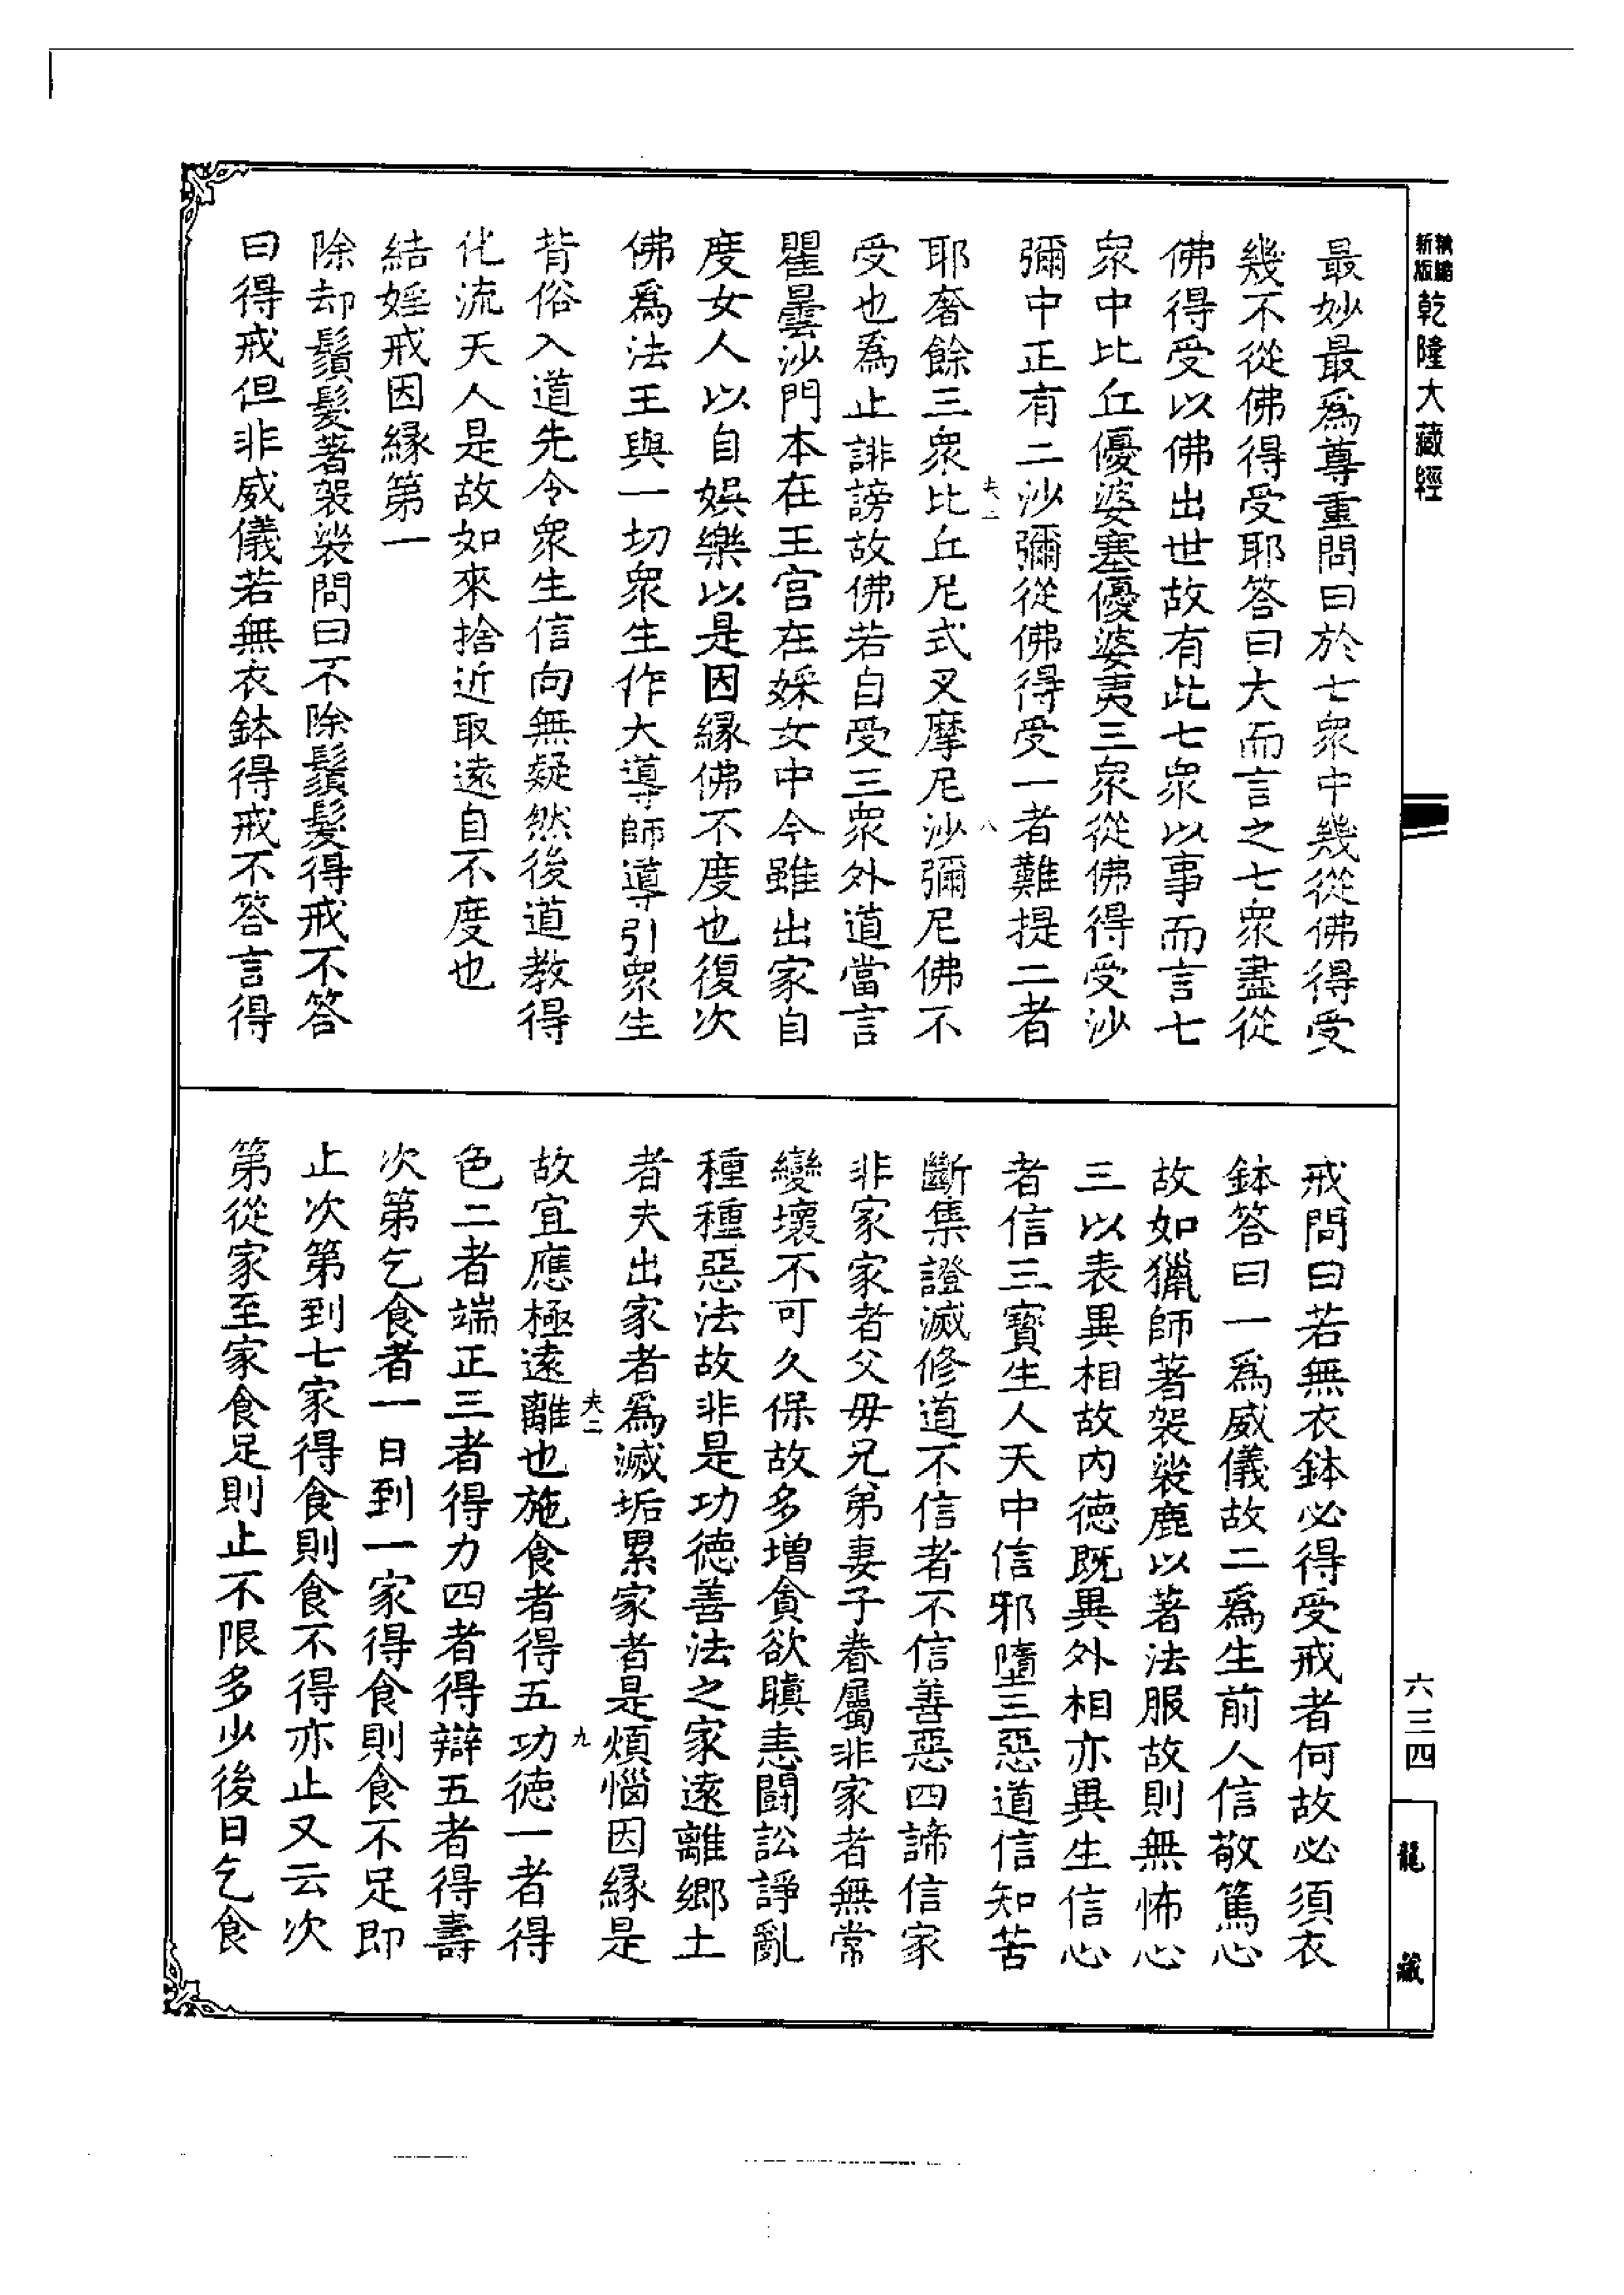 新版
精縮
乾隆大藏經
最妙最爲尊重問曰於七衆中幾從佛得受
幾不從佛得受耶答曰大而言之七衆盡從
佛得受以佛出世故有此七衆以事而言七
衆中比丘優婆塞優婆夷三衆從佛得受沙
彌中正有二沙彌從佛得受一者難提二者
耶奢餘三衆比丘尼式叉摩尼沙彌尼佛不
夫一
八
受也爲止誹謗故佛若自受三衆外道當言
瞿曇沙門本在王宫在婇女中今雖出家自
度女人以自娛樂以是因縁佛不度也復次
佛爲法王與一切衆生作大導師導引衆生
背俗入道先令衆生信向無疑然後道教得
化流天人是故如來捨近取遠自不度也
結婬戒因縁第一
除却鬚髮著袈裟問曰不除鬚髮得戒不答
曰得戒但非威儀若無衣鉢得戒不答言得
戒問曰若無衣鉢必得受戒者何故必須衣
鉢答曰一爲威儀故二爲生前人信敬篤心
故如獵師著袈裟鹿以著法服故則無怖心
三以表異相故内德既異外相亦異生信心
者信三寳生人天中信邪墮三惡道信知苦
斷集證滅修道不信者不信善惡四諦信家
非家家者父毋兄弟妻子眷屬非家者無常
變壞不可久保故多增貪欲瞋恚鬬訟諍亂
種種惡法故非是功德善法之家遠離郷土
者夫出家者爲滅垢累家者是煩惱因縁是
夫二
九
故宜應極遠離也施食者得五功德一者得
色二者端正三者得力四者得辯五者得壽
次第乞食者一日到一家得食則食不足即
止次第到七家得食則食不得亦止又云次
第從家至家食足則止不限多少後日乞食
六三四
龍藏